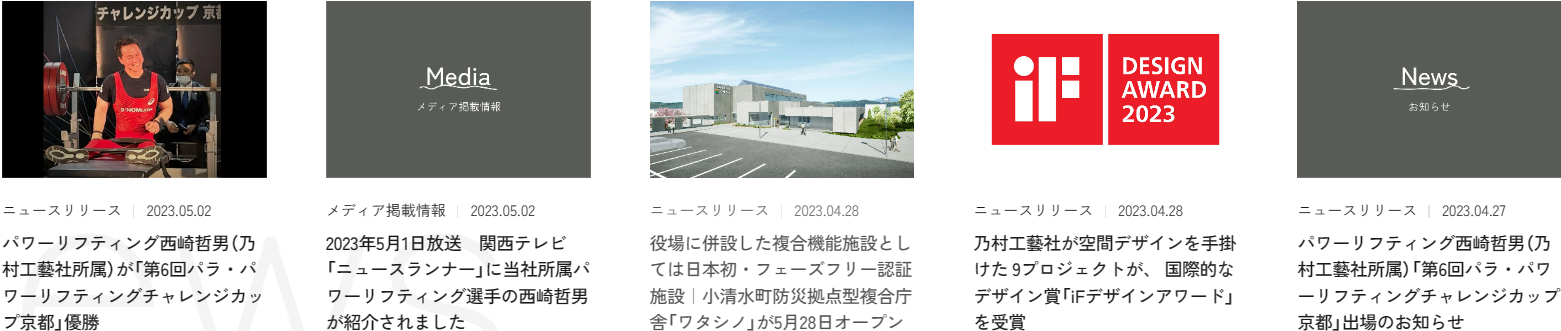 チャレンジカップ 京都
ニュースリリース 2023.05.02
パワーリフティング西崎哲男（乃
村工藝社所属）が「第6回パラ・パ
ワーリフティングチャレンジカッ
プ京都」優勝
Media
メディア掲載情報
メディア掲載情報 2023.05.02
2023年5月1日放送　関西テレビ
「ニュースランナー」に当社所属パ
ワーリフティング選手の西崎哲男
が紹介されました
ニュースリリース 2023.04.28
役場に併設した複合機能施設とし
ては日本初・フェーズフリー認証
施設｜小清水町防災拠点型複合庁
舎「ワタシノ」が5月28日オープン
iF
DESIGN
AWARD
2023
ニュースリリース 2023.04.28
乃村工藝社が空間デザインを手掛
けた 9プロジェクトが、 国際的な
デザイン賞「iFデザインアワード」
を受賞
News
お知らせ
ニュースリリース 2023.04.27
パワーリフティング西崎哲男（乃
村工藝社所属）「第6回パラ・パワ
ーリフティングチャレンジカップ
京都」出場のお知らせ